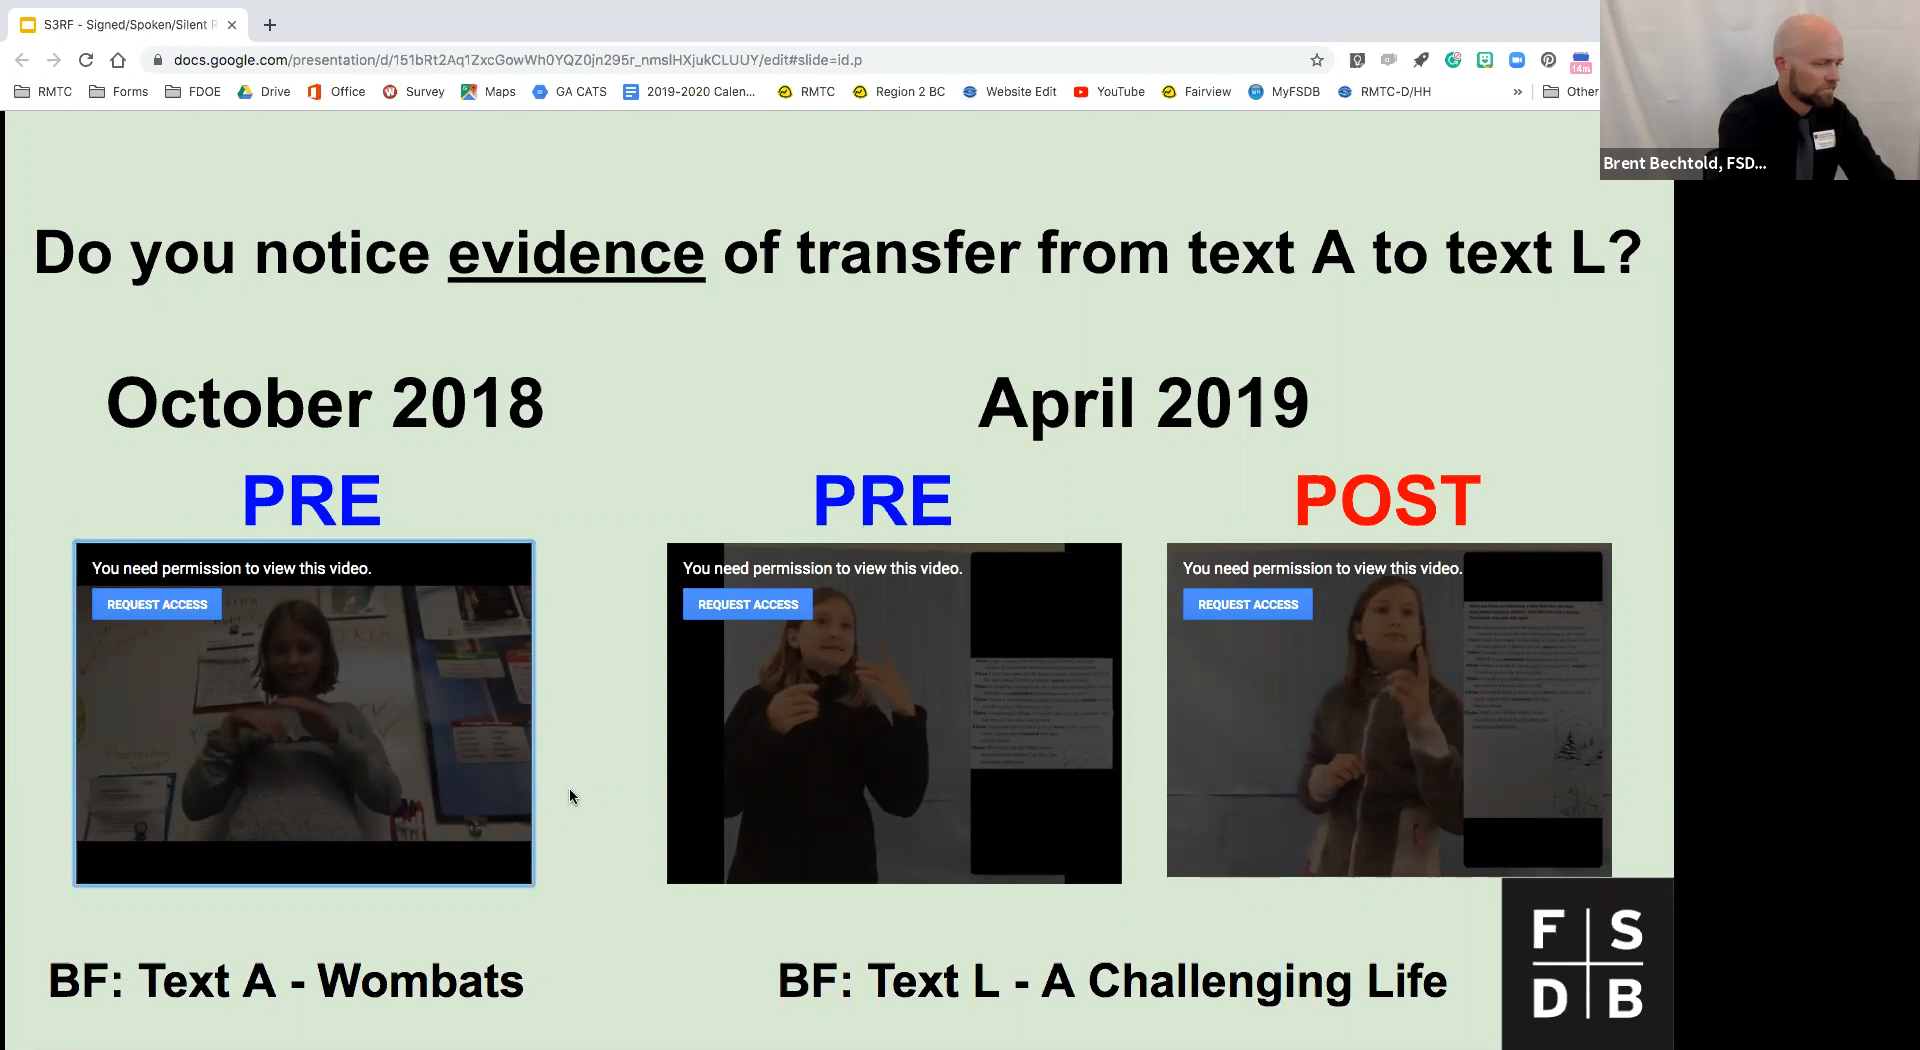 S3RF - Signed/Spoken/Silent R
docs.google.com/presentation/d/151bRt2Aq1ZxcGowWh0YQZ0jn295r_nmslHXjukCLUUY/edit#slide=id.p
14m
RMTC Forms FDOE Drive Office Survey Maps GA CATS 2019-2020 Calen... RMTC Region 2 BC Website Edit YouTube Fairview MyFSDB RMTC-D/HH » Other
Brent Bechtold, FSD...
Do you notice evidence of transfer from text A to text L?
October 2018
April 2019
PRE
PRE
POST
You need permission to view this video.
REQUEST ACCESS
You need permission to view this video.
REQUEST ACCESS
You need permission to view this video.
REQUEST ACCESS
BF: Text A - Wombats
BF: Text L - A Challenging Life
F S
D B